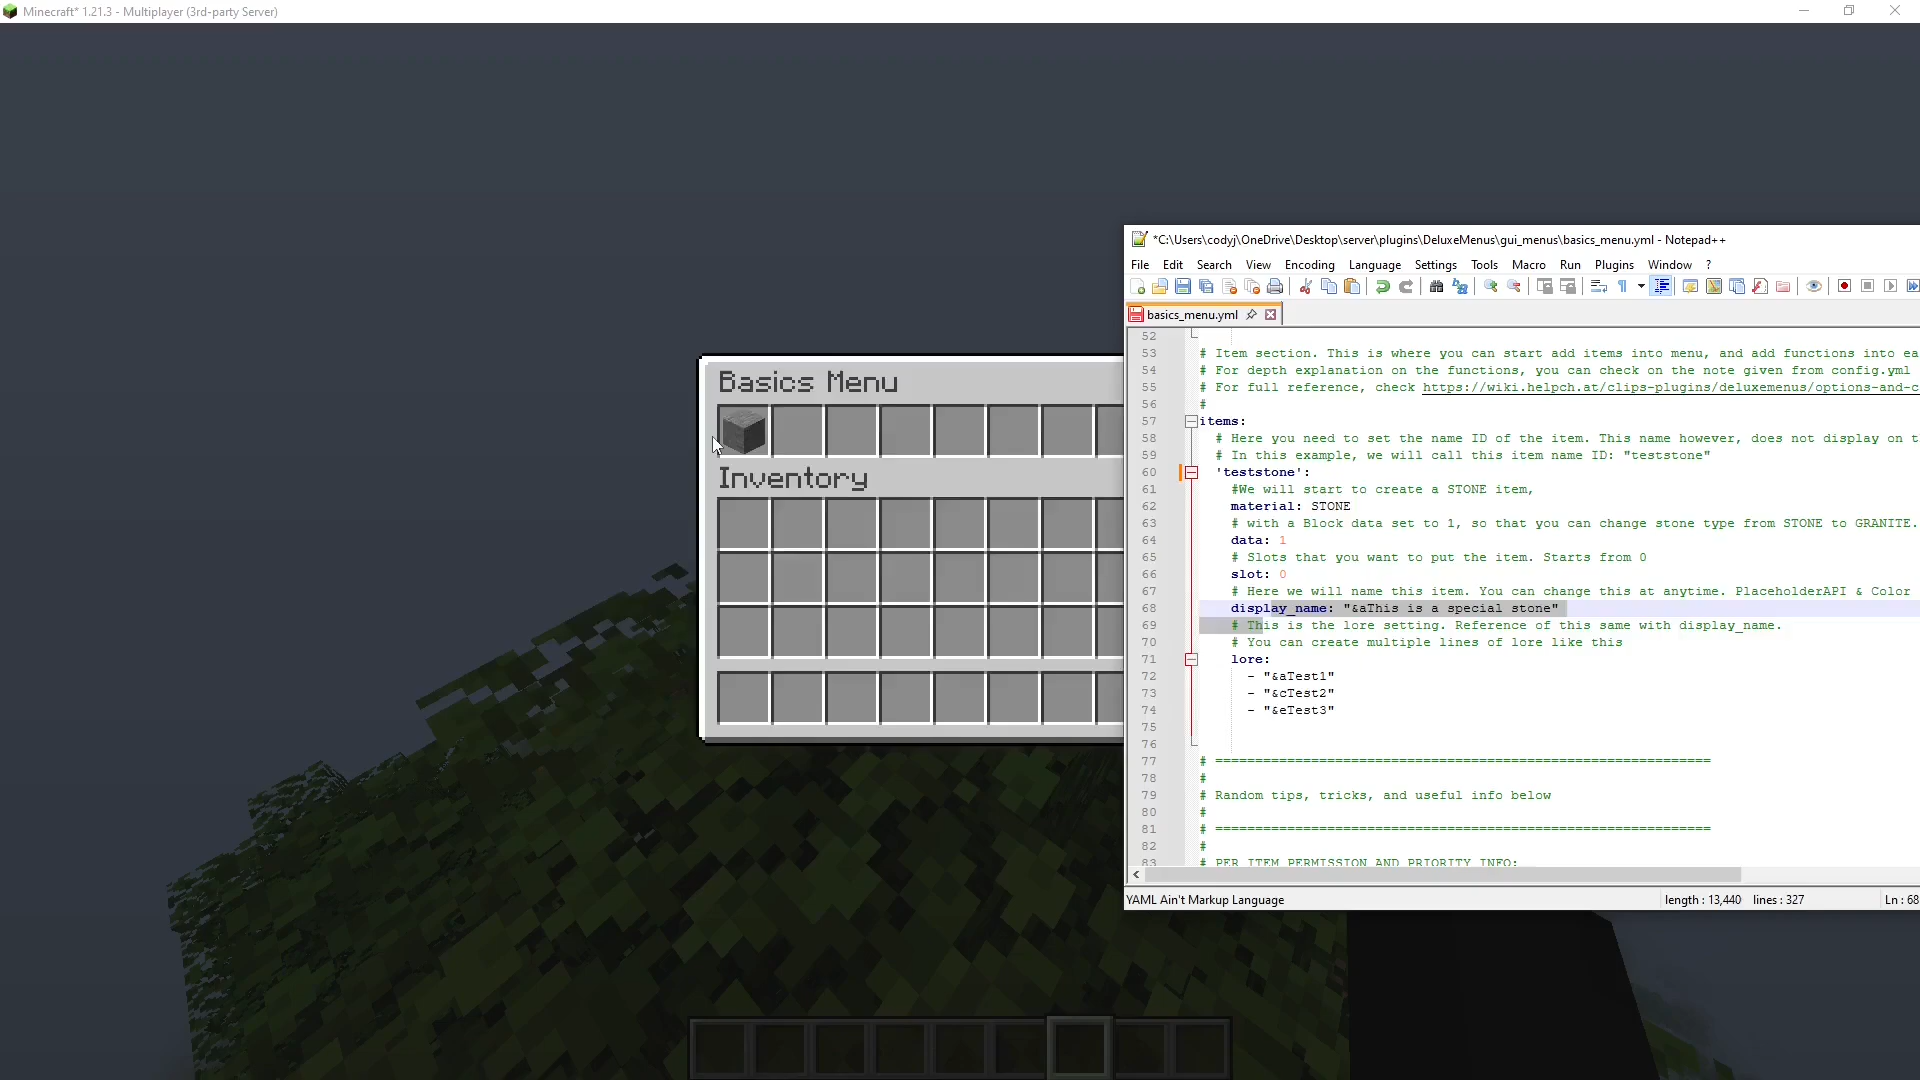 Minecraft* 1.21.3 - Multiplayer (3rd-party Server)
Basics Menu
Inventory
*C:\Users\codyj\OneDrive\Desktop\server\plugins\DeluxeMenus\gui_menus\basics_menu.yml - Notepad++
File Edit Search View Encoding Language Settings Tools Macro Run Plugins Window ?
basics_menu.yml
52
53 # Item section. This is where you can start add items into menu, and add functions into ea
54 # For depth explanation on the functions, you can check on the note given from config.yml
55 # For full reference, check https://wiki.helpch.at/clips-plugins/deluxemenus/options-and-c
56 #
57 items:
58 # Here you need to set the name ID of the item. This name however, does not display on t
59 # In this example, we will call this item name ID: "teststone"
60 'teststone':
61 #We will start to create a STONE item,
62 material: STONE
63 # with a Block data set to 1, so that you can change stone type from STONE to GRANITE.
64 data: 1
65 # Slots that you want to put the item. Starts from 0
66 slot: 0
67 # Here we will name this item. You can change this at anytime. PlaceholderAPI & Color
68 display_name: "&aThis is a special stone"
69 # This is the lore setting. Reference of this same with display_name.
70 # You can create multiple lines of lore like this
71 lore:
72 - "&aTest1"
73 - "&cTest2"
74 - "&eTest3"
75
76
77 # ==============================================================
78 #
79 # Random tips, tricks, and useful info below
80 #
81 # ==============================================================
82 #
83 # PER ITEM PERMISSION AND PRIORITY INFO:
YAML Ain't Markup Language length : 13,440 lines : 327 Ln : 68